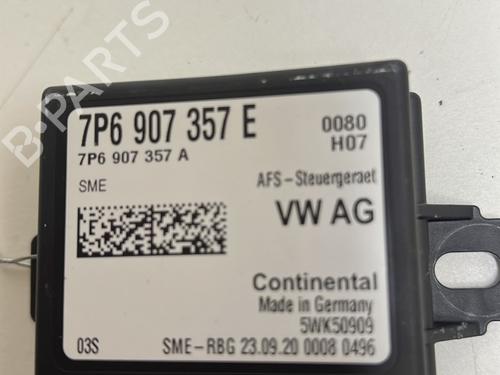 7P6 907 357 E
0080
7P6 907 357 A
H07
SME
AFS-Steuergeraet
VW AG
Continental
Made in Germany
5WK50909
03S
SME-RBG 23.09.20 0008 0496
B-PARTS